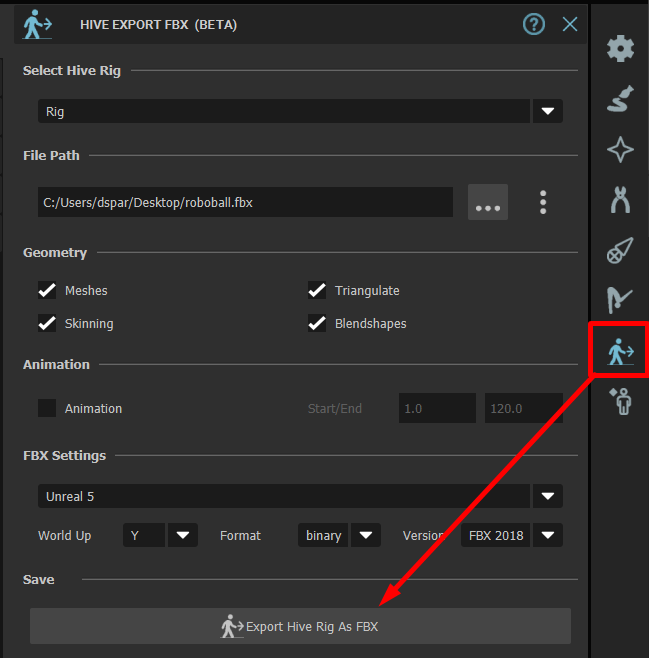 HIVE EXPORT FBX (BETA)
Select Hive Rig
Rig
File Path
C:/Users/dspar/Desktop/roboball.fbx
Geometry
Meshes Triangulate
Skinning Blendshapes
Animation
Animation Start/End 1.0 120.0
FBX Settings
Unreal 5
World Up Y Format binary Version FBX 2018
Save
Export Hive Rig As FBX